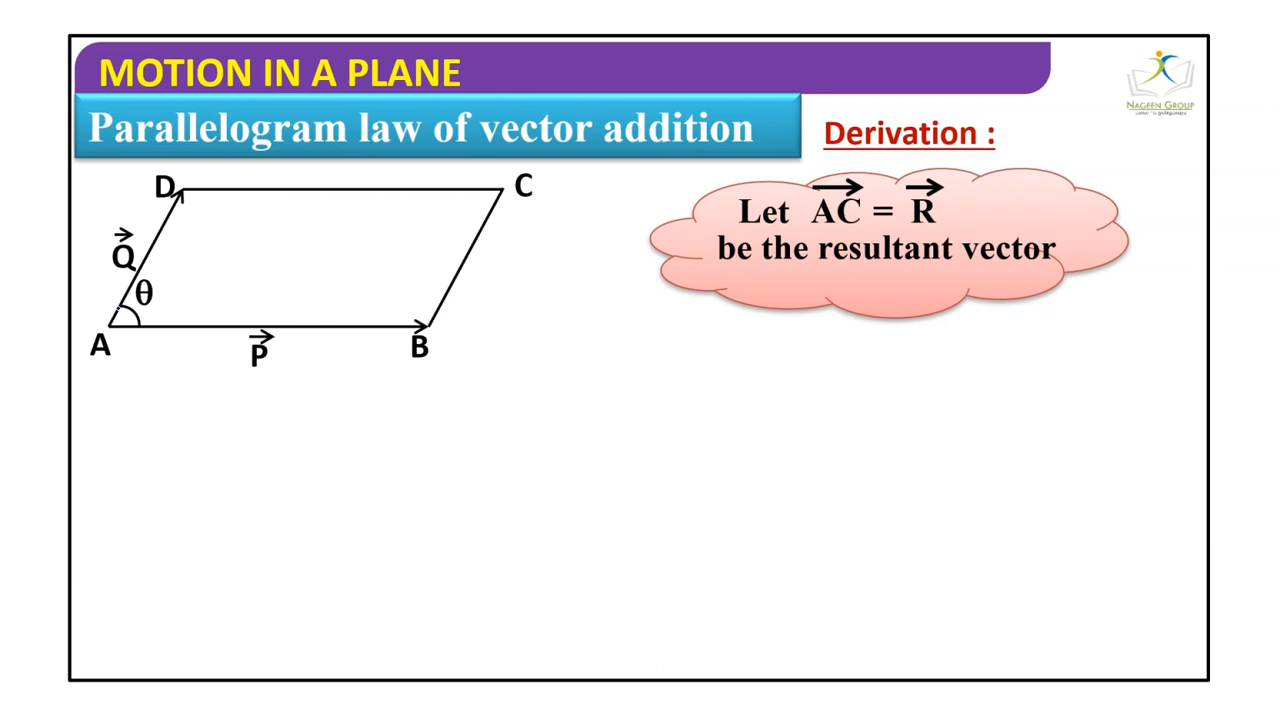 MOTION IN A PLANE
NAGEEN GROUP
Parallelogram law of vector addition
Derivation :
D
C
Let AC = R
be the resultant vector
Q
θ
A
B
P